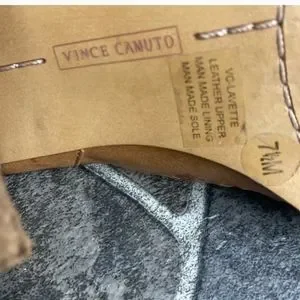 VINCE CAMUTO
VC-LAVETTE
LEATHER UPPER
MAN MADE LINING
MAN MADE SOLE
7½M